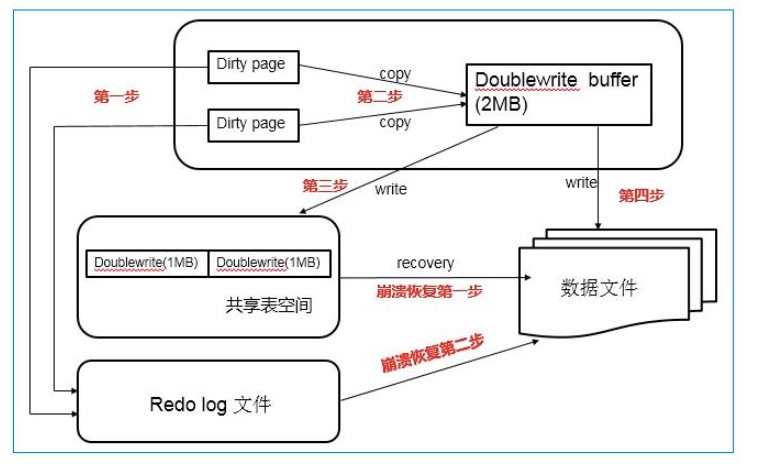 Dirty page
copy
Doublewrite buffer
(2MB)
第一步
第二步
Dirty page
copy
第三步
write
write
第四步
Doublewrite(1MB)
Doublewrite(1MB)
共享表空间
recovery
崩溃恢复第一步
数据文件
崩溃恢复第二步
Redo log 文件